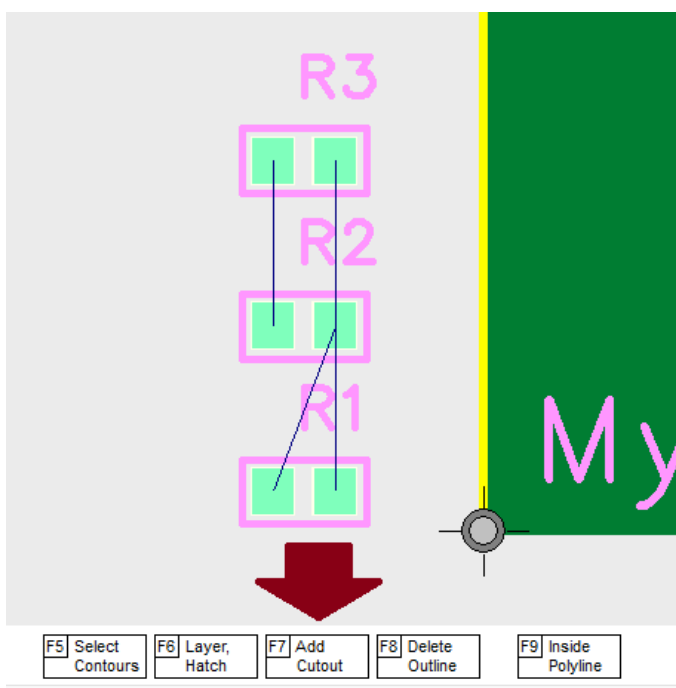 R3
R2
R1
My
F5 Select Contours
F6 Layer, Hatch
F7 Add Cutout
F8 Delete Outline
F9 Inside Polyline